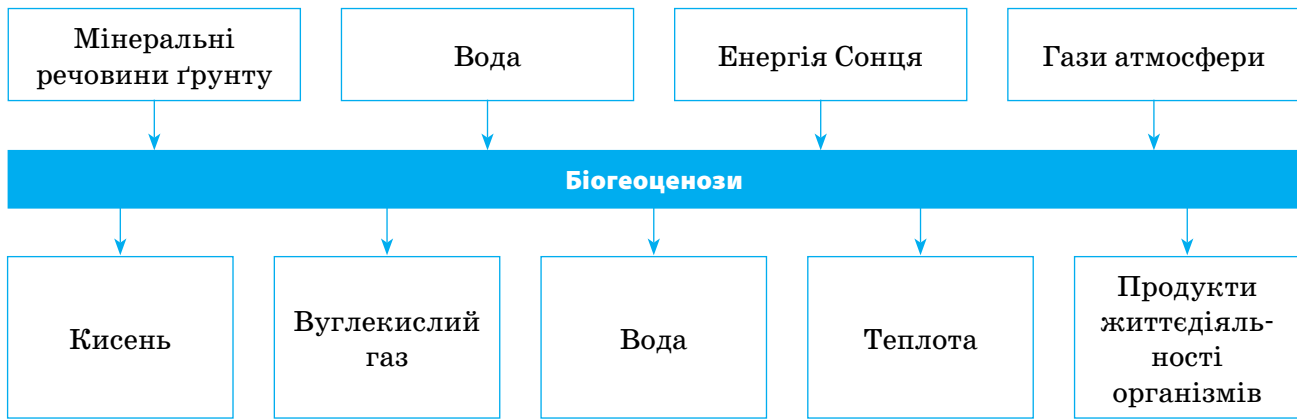 Мінеральні
речовини ґрунту
Вода
Енергія Сонця
Гази атмосфери
Біогеоценози
Кисень
Вуглекислий
газ
Вода
Теплота
Продукти
життєдіяль-
ності
організмів